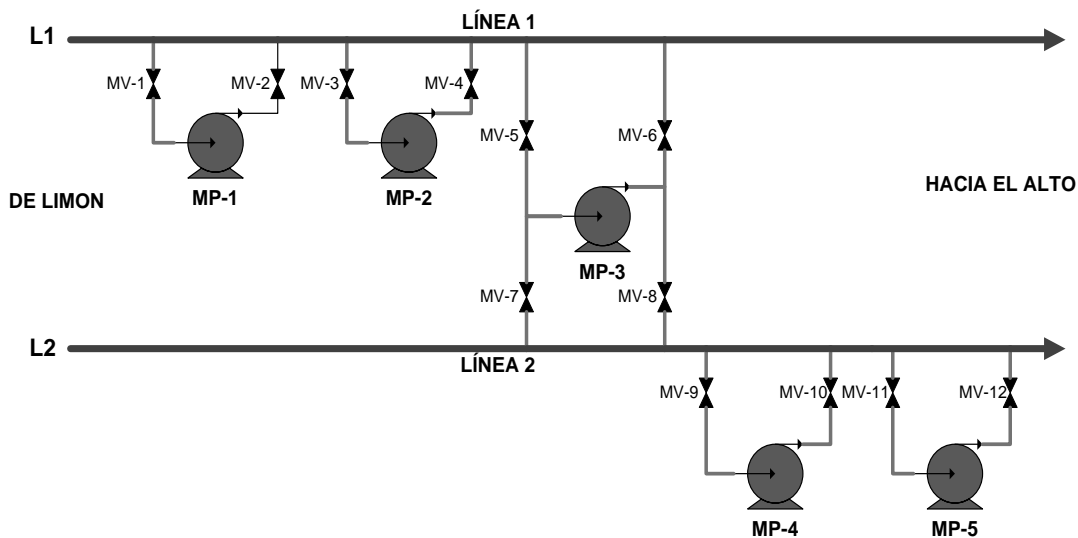 LÍNEA 1
L1
MV-1
MV-2
MV-3
MV-4
MV-5
MV-6
DE LIMON
MP-1
MP-2
HACIA EL ALTO
MP-3
MV-7
MV-8
L2
LÍNEA 2
MV-9
MV-10
MV-11
MV-12
MP-4
MP-5